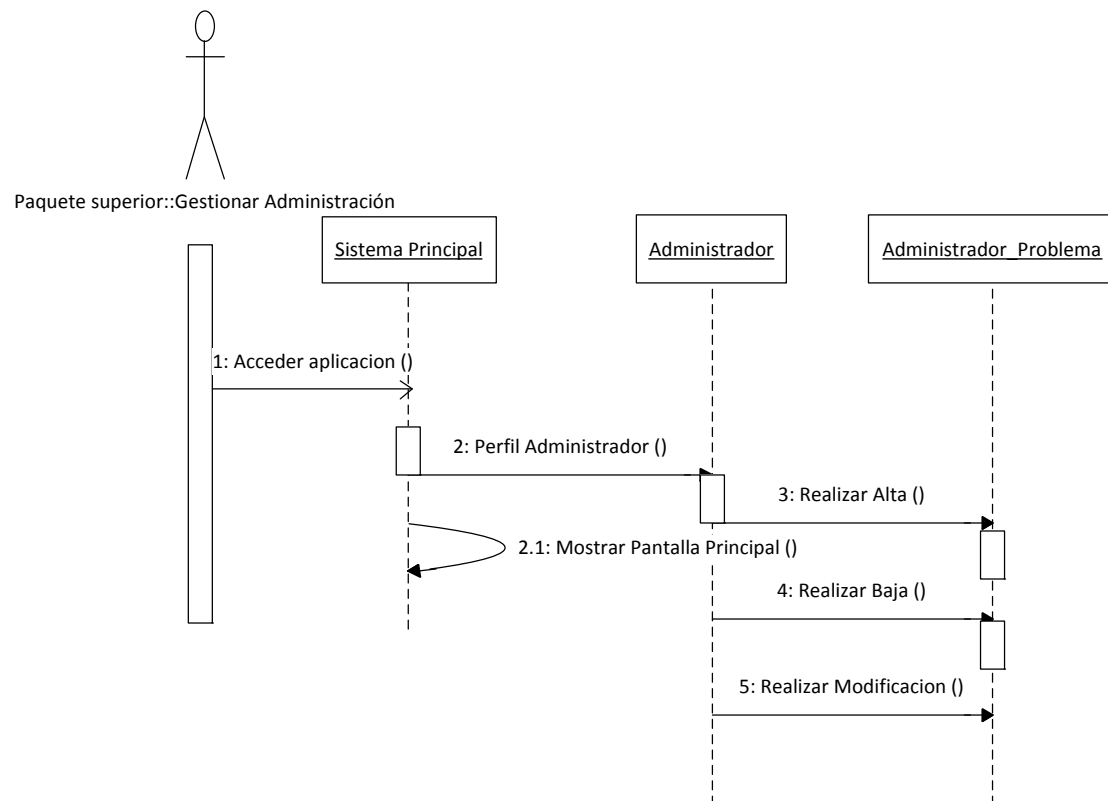 Paquete superior::Gestionar Administración
Sistema Principal
Administrador
Administrador_Problema
1: Acceder aplicacion ()
2: Perfil Administrador ()
3: Realizar Alta ()
2.1: Mostrar Pantalla Principal ()
4: Realizar Baja ()
5: Realizar Modificacion ()